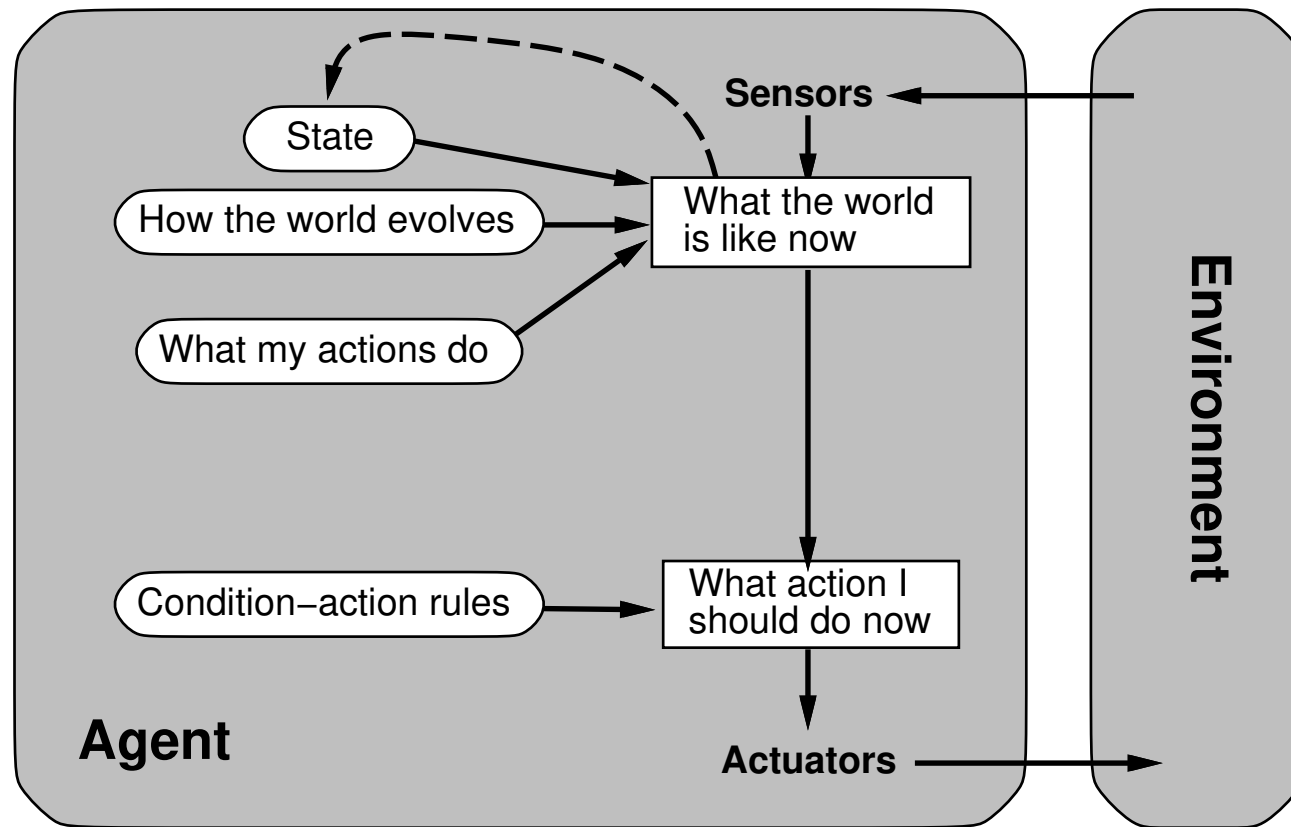 Sensors
State
What the world
is like now
How the world evolves
What my actions do
Environment
Condition−action rules
What action I
should do now
Agent
Actuators